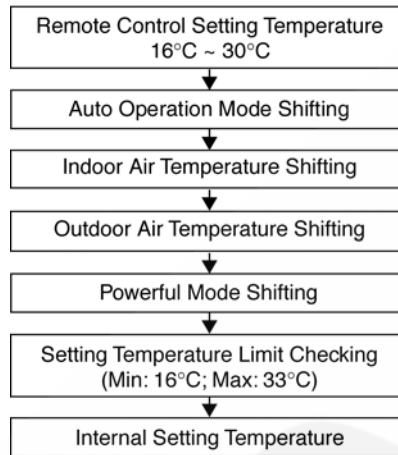 Remote Control Setting Temperature
16°C ~ 30°C
Auto Operation Mode Shifting
Indoor Air Temperature Shifting
Outdoor Air Temperature Shifting
Powerful Mode Shifting
Setting Temperature Limit Checking
(Min: 16°C; Max: 33°C)
Internal Setting Temperature